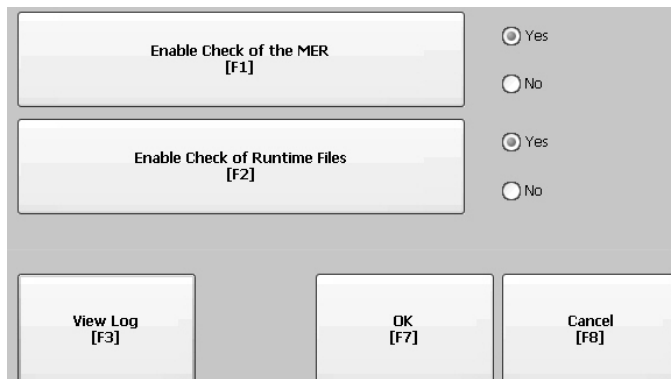 Enable Check of the MER
[F1]
Yes
No
Enable Check of Runtime Files
[F2]
Yes
No
View Log
[F3]
OK
[F7]
Cancel
[F8]